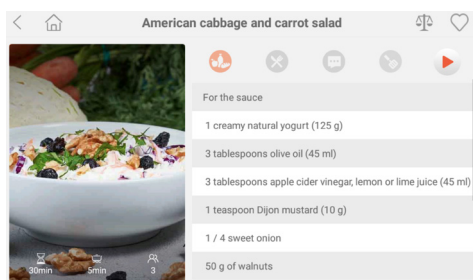 American cabbage and carrot salad
For the sauce
1 creamy natural yogurt (125 g)
3 tablespoons olive oil (45 ml)
3 tablespoons apple cider vinegar, lemon or lime juice (45 ml)
1 teaspoon Dijon mustard (10 g)
1 / 4 sweet onion
50 g of walnuts
30min 5min 3